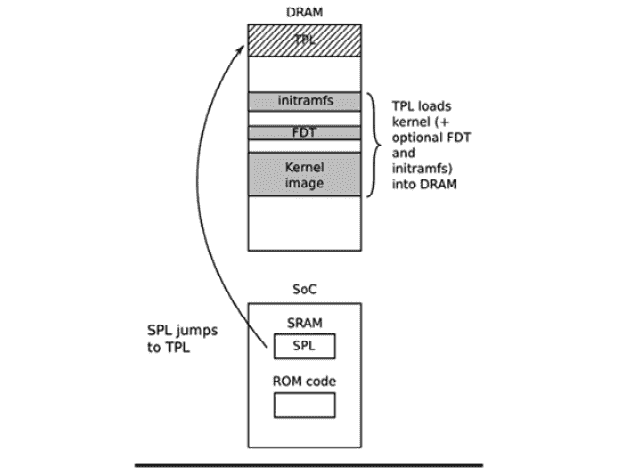 DRAM
TPL
initramfs
FDT
Kernel
image
TPL loads
kernel (+
optional FDT
and
initramfs)
into DRAM
SoC
SRAM
SPL
ROM code
SPL jumps
to TPL